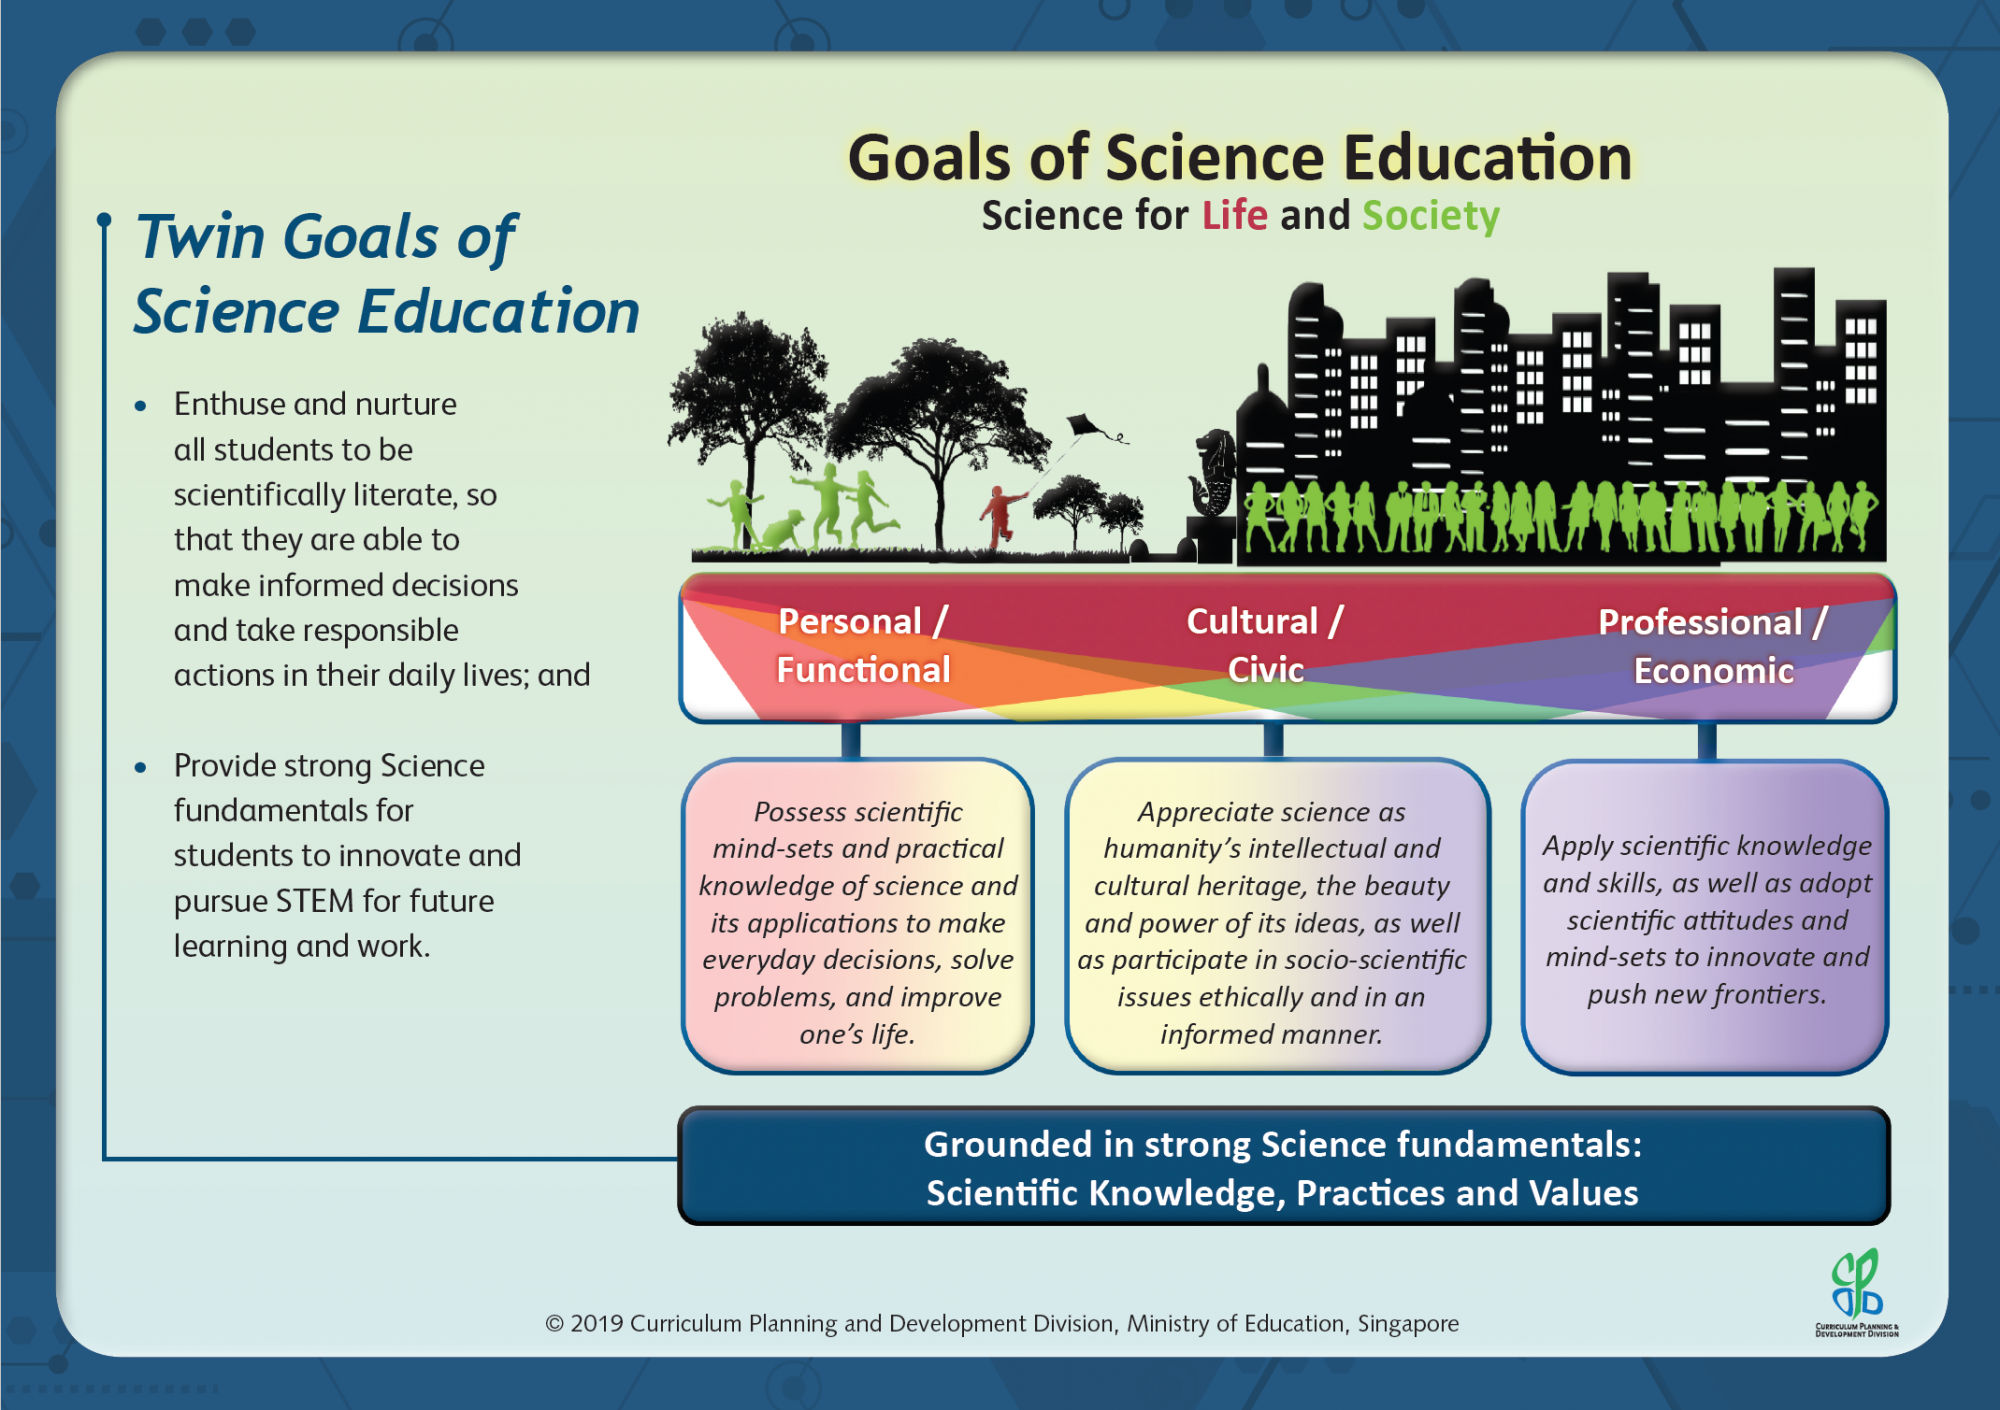 Goals of Science Education
Science for Life and Society
Twin Goals of
Science Education
• Enthuse and nurture
all students to be
scientifically literate, so
that they are able to
make informed decisions
and take responsible
actions in their daily lives; and
• Provide strong Science
fundamentals for
students to innovate and
pursue STEM for future
learning and work.
Personal /
Functional
Cultural /
Civic
Professional /
Economic
Possess scientific
mind-sets and practical
knowledge of science and
its applications to make
everyday decisions, solve
problems, and improve
one's life.
Appreciate science as
humanity's intellectual and
cultural heritage, the beauty
and power of its ideas, as well
as participate in socio-scientific
issues ethically and in an
informed manner.
Apply scientific knowledge
and skills, as well as adopt
scientific attitudes and
mind-sets to innovate and
push new frontiers.
Grounded in strong Science fundamentals:
Scientific Knowledge, Practices and Values
© 2019 Curriculum Planning and Development Division, Ministry of Education, Singapore
CPDD
CURRICULUM PLANNING &
DEVELOPMENT DIVISION